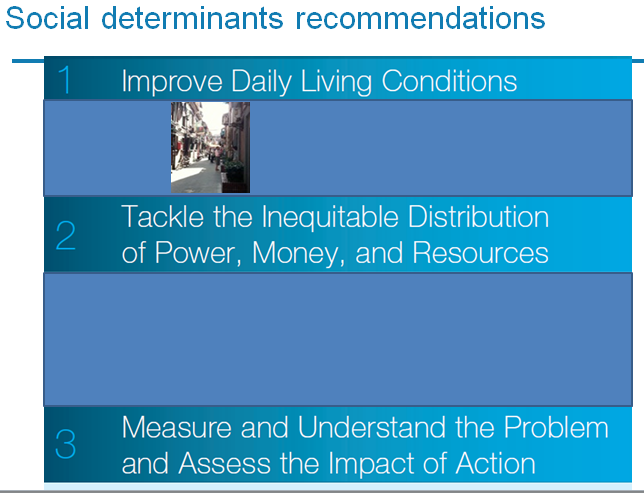 Social determinants recommendations
1 Improve Daily Living Conditions
2 Tackle the Inequitable Distribution
of Power, Money, and Resources
3 Measure and Understand the Problem
and Assess the Impact of Action